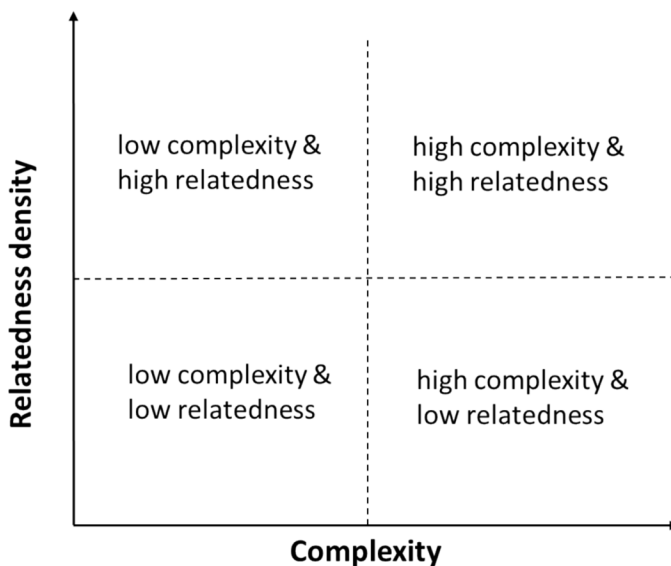 Relatedness density
low complexity &
high relatedness
high complexity &
high relatedness
low complexity &
low relatedness
high complexity &
low relatedness
Complexity